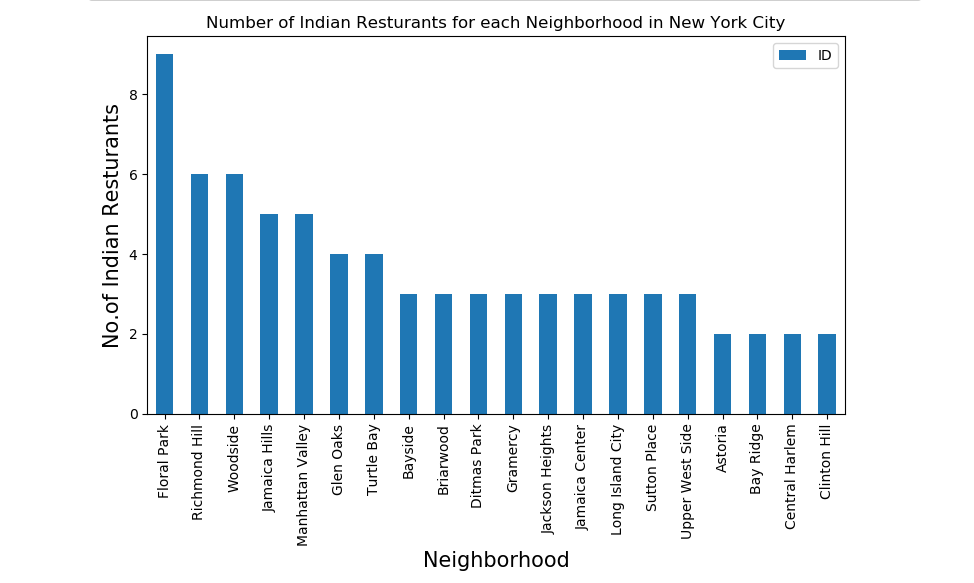 Number of Indian Resturants for each Neighborhood in New York City
ID
No.of Indian Resturants
8
6
4
2
0
Floral Park
Richmond Hill
Woodside
Jamaica Hills
Manhattan Valley
Glen Oaks
Turtle Bay
Bayside
Briarwood
Ditmas Park
Gramercy
Jackson Heights
Jamaica Center
Long Island City
Sutton Place
Upper West Side
Astoria
Bay Ridge
Central Harlem
Clinton Hill
Neighborhood